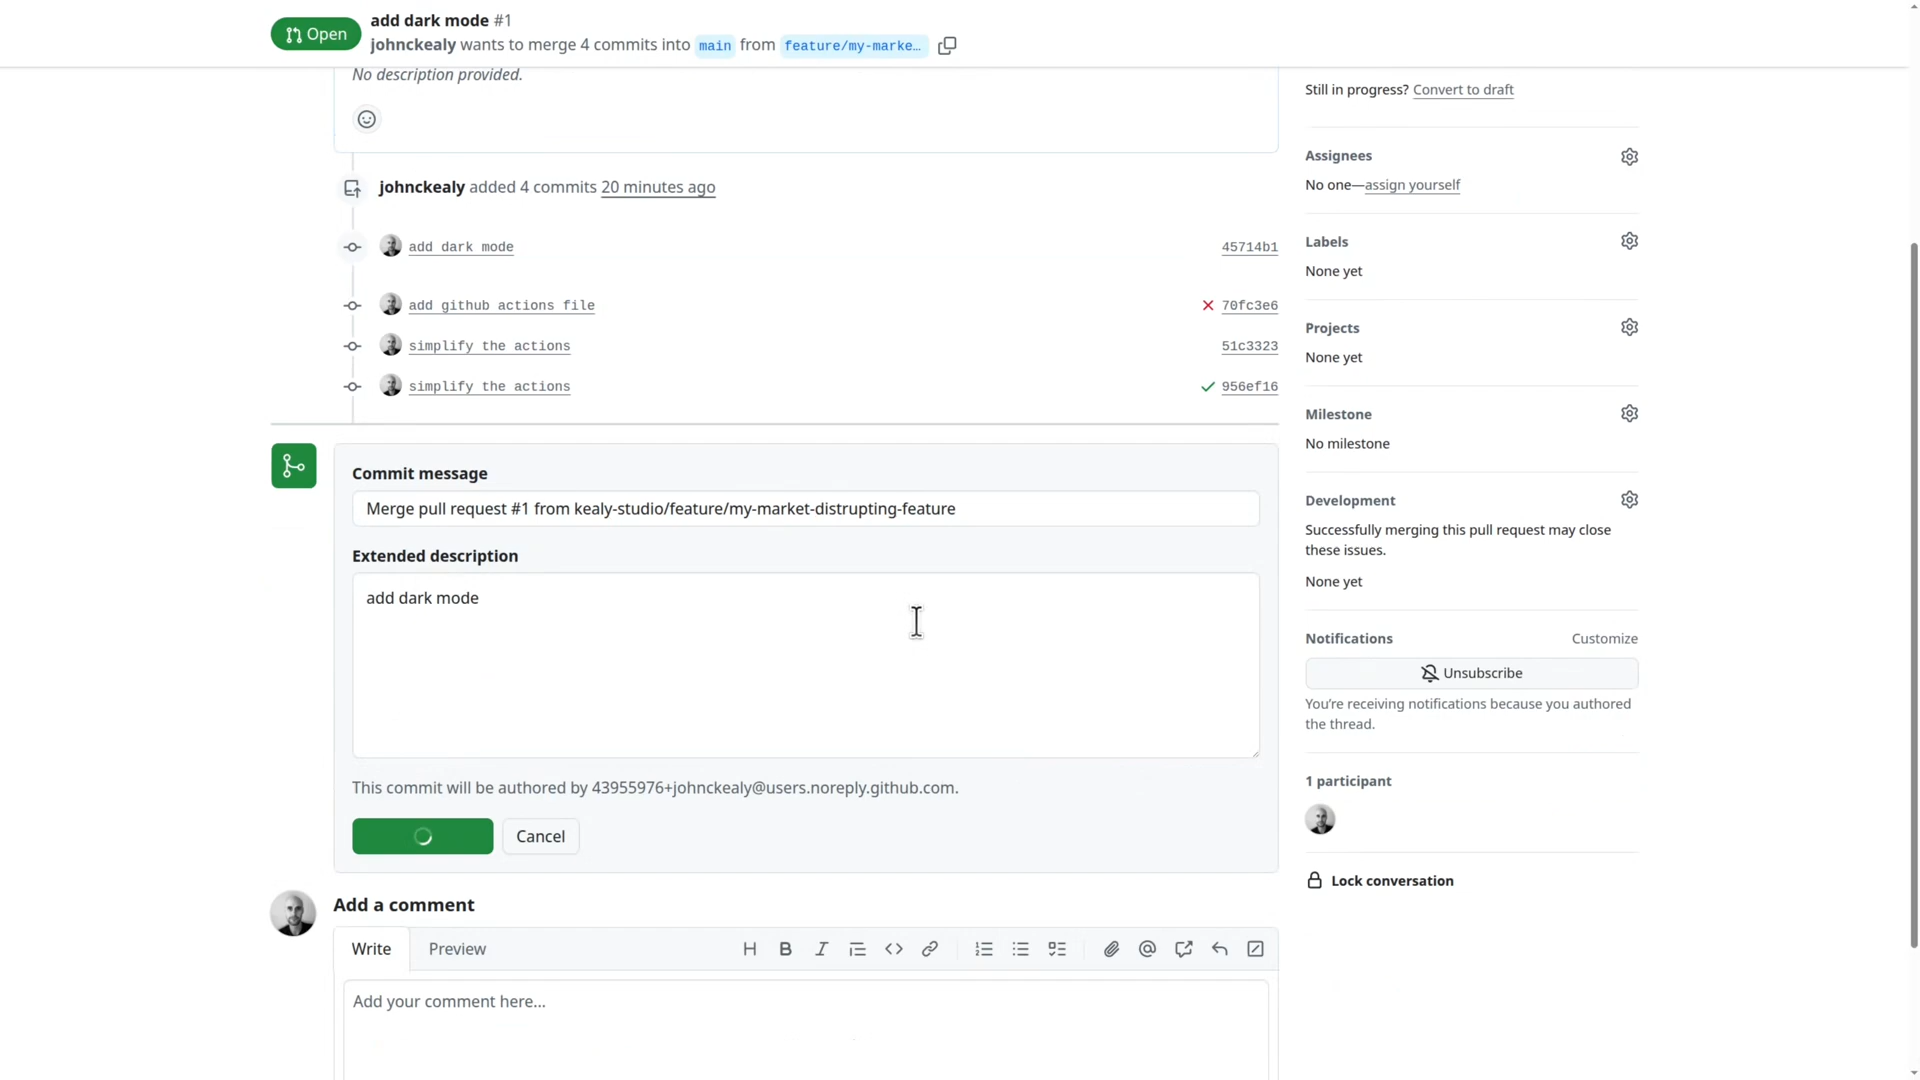 Open
add dark mode #1
johnckealy wants to merge 4 commits into main from feature/my-marke...
No description provided.
Still in progress? Convert to draft
johnckealy added 4 commits 20 minutes ago
add dark mode 45714b1
add github actions file 70fc3e6
simplify the actions 51c3323
simplify the actions 956ef16
Assignees
No one—assign yourself
Labels
None yet
Projects
None yet
Milestone
No milestone
Development
Successfully merging this pull request may close
these issues.
None yet
Notifications Customize
Unsubscribe
You're receiving notifications because you authored
the thread.
1 participant
Lock conversation
Commit message
Merge pull request #1 from kealy-studio/feature/my-market-distrupting-feature
Extended description
add dark mode
This commit will be authored by 43955976+johnckealy@users.noreply.github.com.
Cancel
Add a comment
Write Preview
Add your comment here...